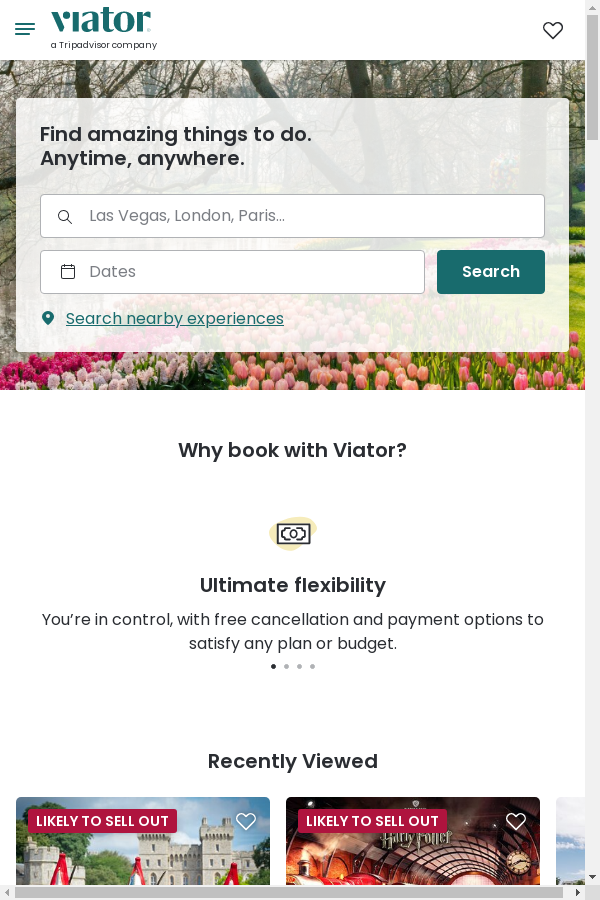 viator
a Tripadvisor company
Find amazing things to do.
Anytime, anywhere.
Las Vegas, London, Paris...
Dates
Search
Search nearby experiences
Why book with Viator?
Ultimate flexibility
You’re in control, with free cancellation and payment options to
satisfy any plan or budget.
Recently Viewed
LIKELY TO SELL OUT
LIKELY TO SELL OUT
Harry Potter